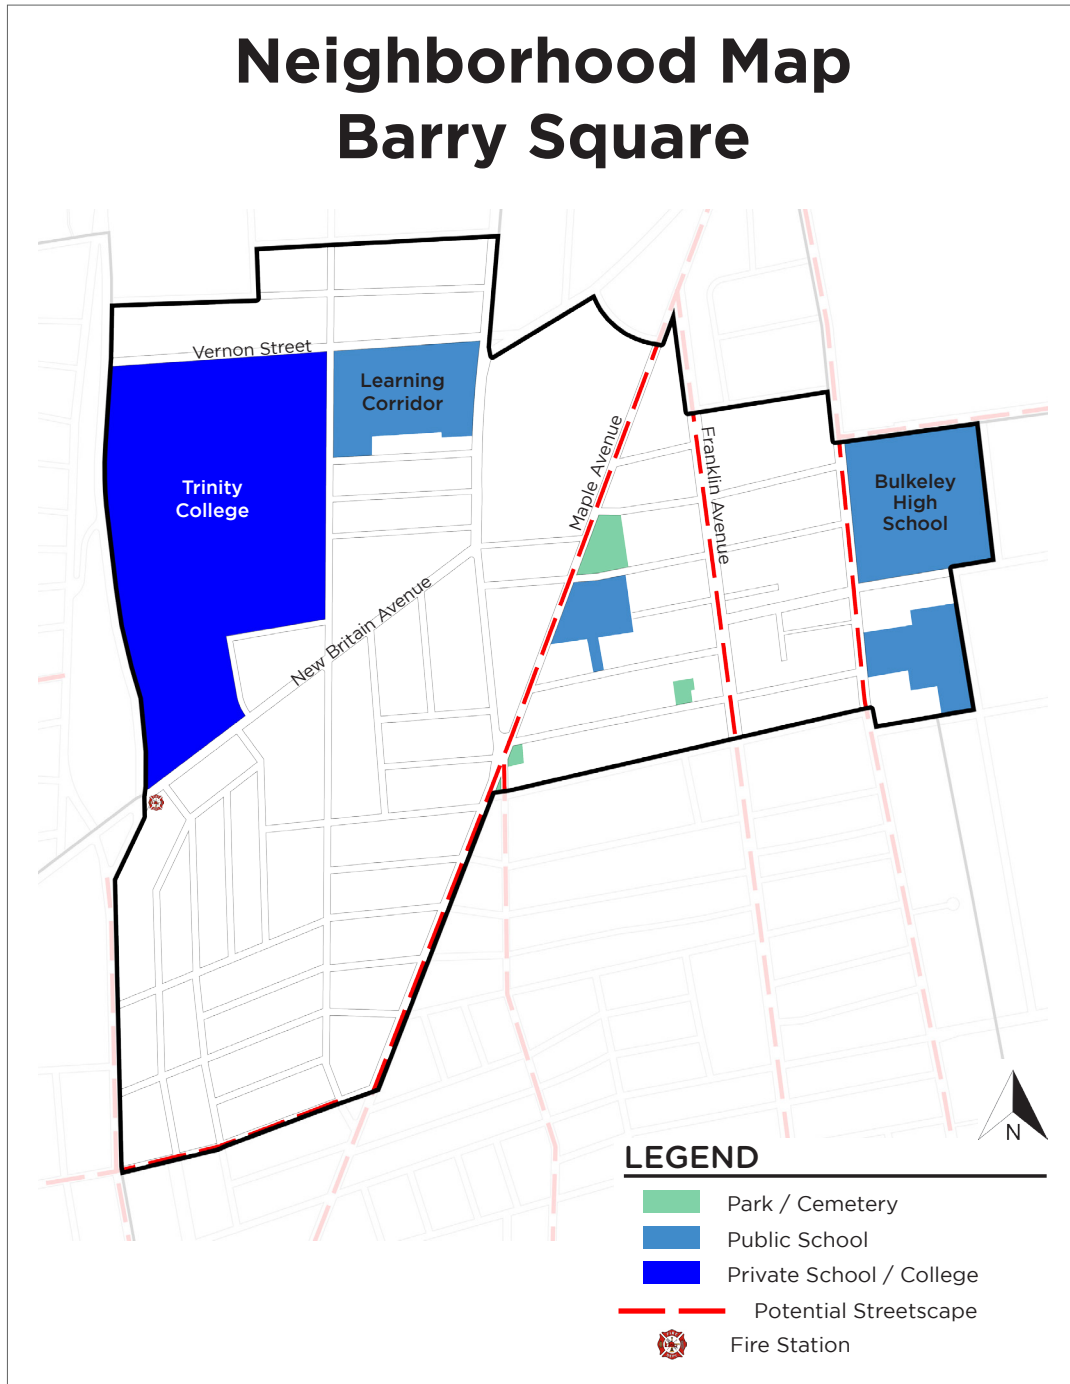 Neighborhood Map
Barry Square
Vernon Street
Learning
Corridor
Trinity
College
Maple Avenue
Franklin Avenue
Bulkeley
High
School
New Britain Avenue
N
LEGEND
Park / Cemetery
Public School
Private School / College
Potential Streetscape
Fire Station